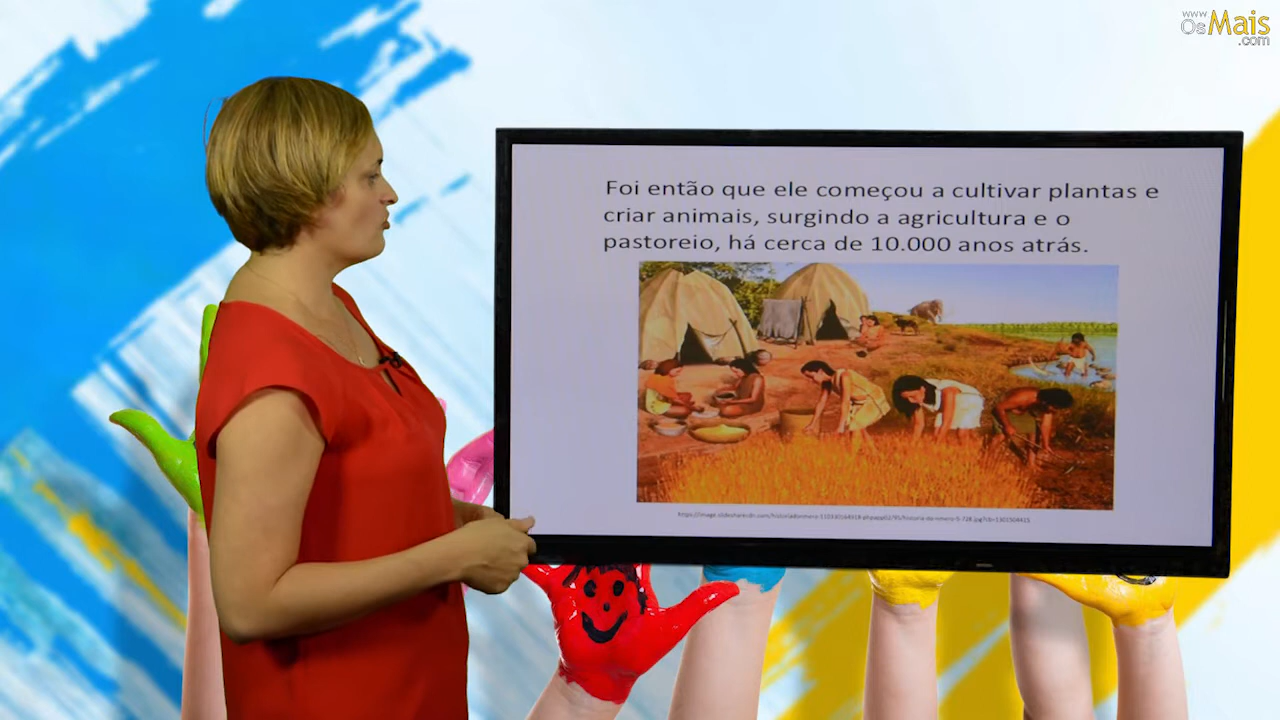 www
OsMais
.com
Foi então que ele começou a cultivar plantas e
criar animais, surgindo a agricultura e o
pastoreio, há cerca de 10.000 anos atrás.